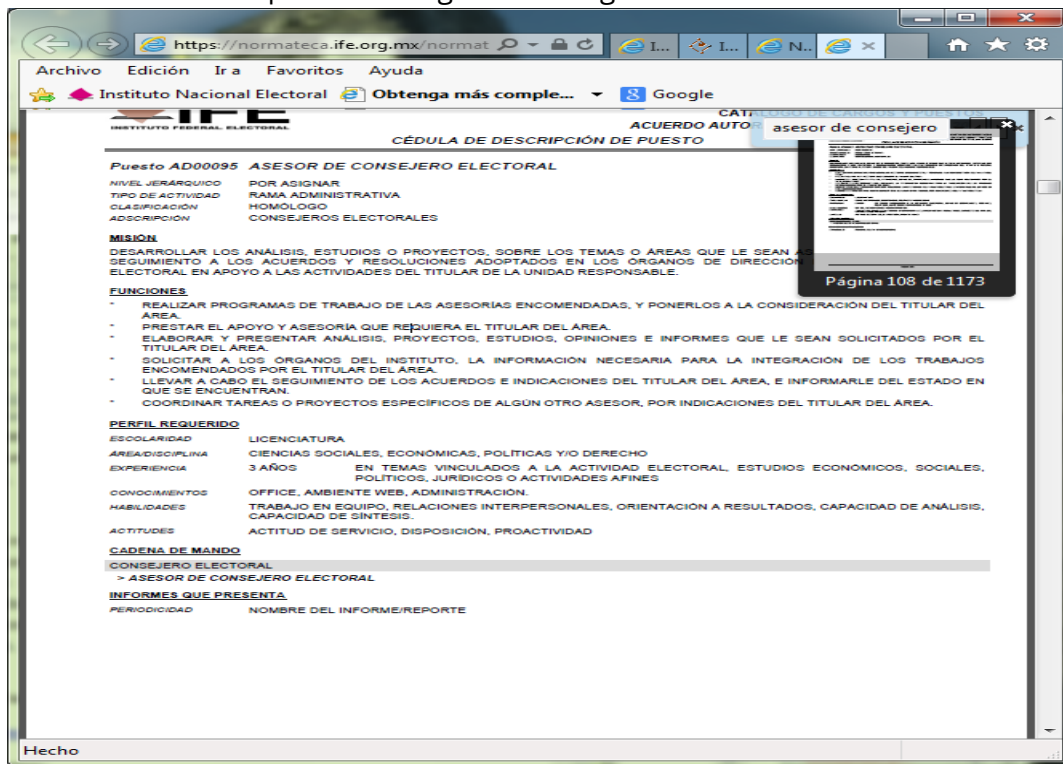 https://normateca.ife.org.mx/normat
I...
I...
N..
Archivo Edición Ir a Favoritos Ayuda
Instituto Nacional Electoral Obtenga más comple... Google
INSTITUTO FEDERAL ELECTORAL
CATÁLOGO DE CARGOS Y PUESTOS
ACUERDO AUTOR
asesor de consejero
CÉDULA DE DESCRIPCIÓN DE PUESTO
Puesto AD00095 ASESOR DE CONSEJERO ELECTORAL
NIVEL JERÁRQUICO POR ASIGNAR
TIPO DE ACTIVIDAD RAMA ADMINISTRATIVA
CLASIFICACIÓN HOMÓLOGO
ADSCRIPCIÓN CONSEJEROS ELECTORALES
Página 108 de 1173
MISIÓN
DESARROLLAR LOS ANÁLISIS, ESTUDIOS O PROYECTOS, SOBRE LOS TEMAS O ÁREAS QUE LE SEAN
SEGUIMIENTO A LOS ACUERDOS Y RESOLUCIONES ADOPTADOS EN LOS ÓRGANOS DE DIRECCIÓN
ELECTORAL EN APOYO A LAS ACTIVIDADES DEL TITULAR DE LA UNIDAD RESPONSABLE.
FUNCIONES
- REALIZAR PROGRAMAS DE TRABAJO DE LAS ASESORÍAS ENCOMENDADAS, Y PONERLOS A LA CONSIDERACIÓN DEL TITULAR DEL
ÁREA.
- PRESTAR EL APOYO Y ASESORÍA QUE REQUIERA EL TITULAR DEL ÁREA.
- ELABORAR Y PRESENTAR ANÁLISIS, PROYECTOS, ESTUDIOS, OPINIONES E INFORMES QUE LE SEAN SOLICITADOS POR EL
TITULAR DEL ÁREA.
- SOLICITAR A LOS ÓRGANOS DEL INSTITUTO, LA INFORMACIÓN NECESARIA PARA LA INTEGRACIÓN DE LOS TRABAJOS
ENCOMENDADOS POR EL TITULAR DEL ÁREA.
- LLEVAR A CABO EL SEGUIMIENTO DE LOS ACUERDOS E INDICACIONES DEL TITULAR DEL ÁREA, E INFORMARLE DEL ESTADO EN
QUE SE ENCUENTRAN.
- COORDINAR TAREAS O PROYECTOS ESPECÍFICOS DE ALGÚN OTRO ASESOR, POR INDICACIONES DEL TITULAR DEL ÁREA.
PERFIL REQUERIDO
ESCOLARIDAD LICENCIATURA
ÁREA/DISCIPLINA CIENCIAS SOCIALES, ECONÓMICAS, POLÍTICAS Y/O DERECHO
EXPERIENCIA 3 AÑOS EN TEMAS VINCULADOS A LA ACTIVIDAD ELECTORAL, ESTUDIOS ECONÓMICOS, SOCIALES,
POLÍTICOS, JURÍDICOS O ACTIVIDADES AFINES
CONOCIMIENTOS OFFICE, AMBIENTE WEB, ADMINISTRACIÓN.
HABILIDADES TRABAJO EN EQUIPO, RELACIONES INTERPERSONALES, ORIENTACIÓN A RESULTADOS, CAPACIDAD DE ANÁLISIS,
CAPACIDAD DE SÍNTESIS.
ACTITUDES ACTITUD DE SERVICIO, DISPOSICIÓN, PROACTIVIDAD
CADENA DE MANDO
CONSEJERO ELECTORAL
> ASESOR DE CONSEJERO ELECTORAL
INFORMES QUE PRESENTA
PERIODICIDAD NOMBRE DEL INFORME/REPORTE
Hecho